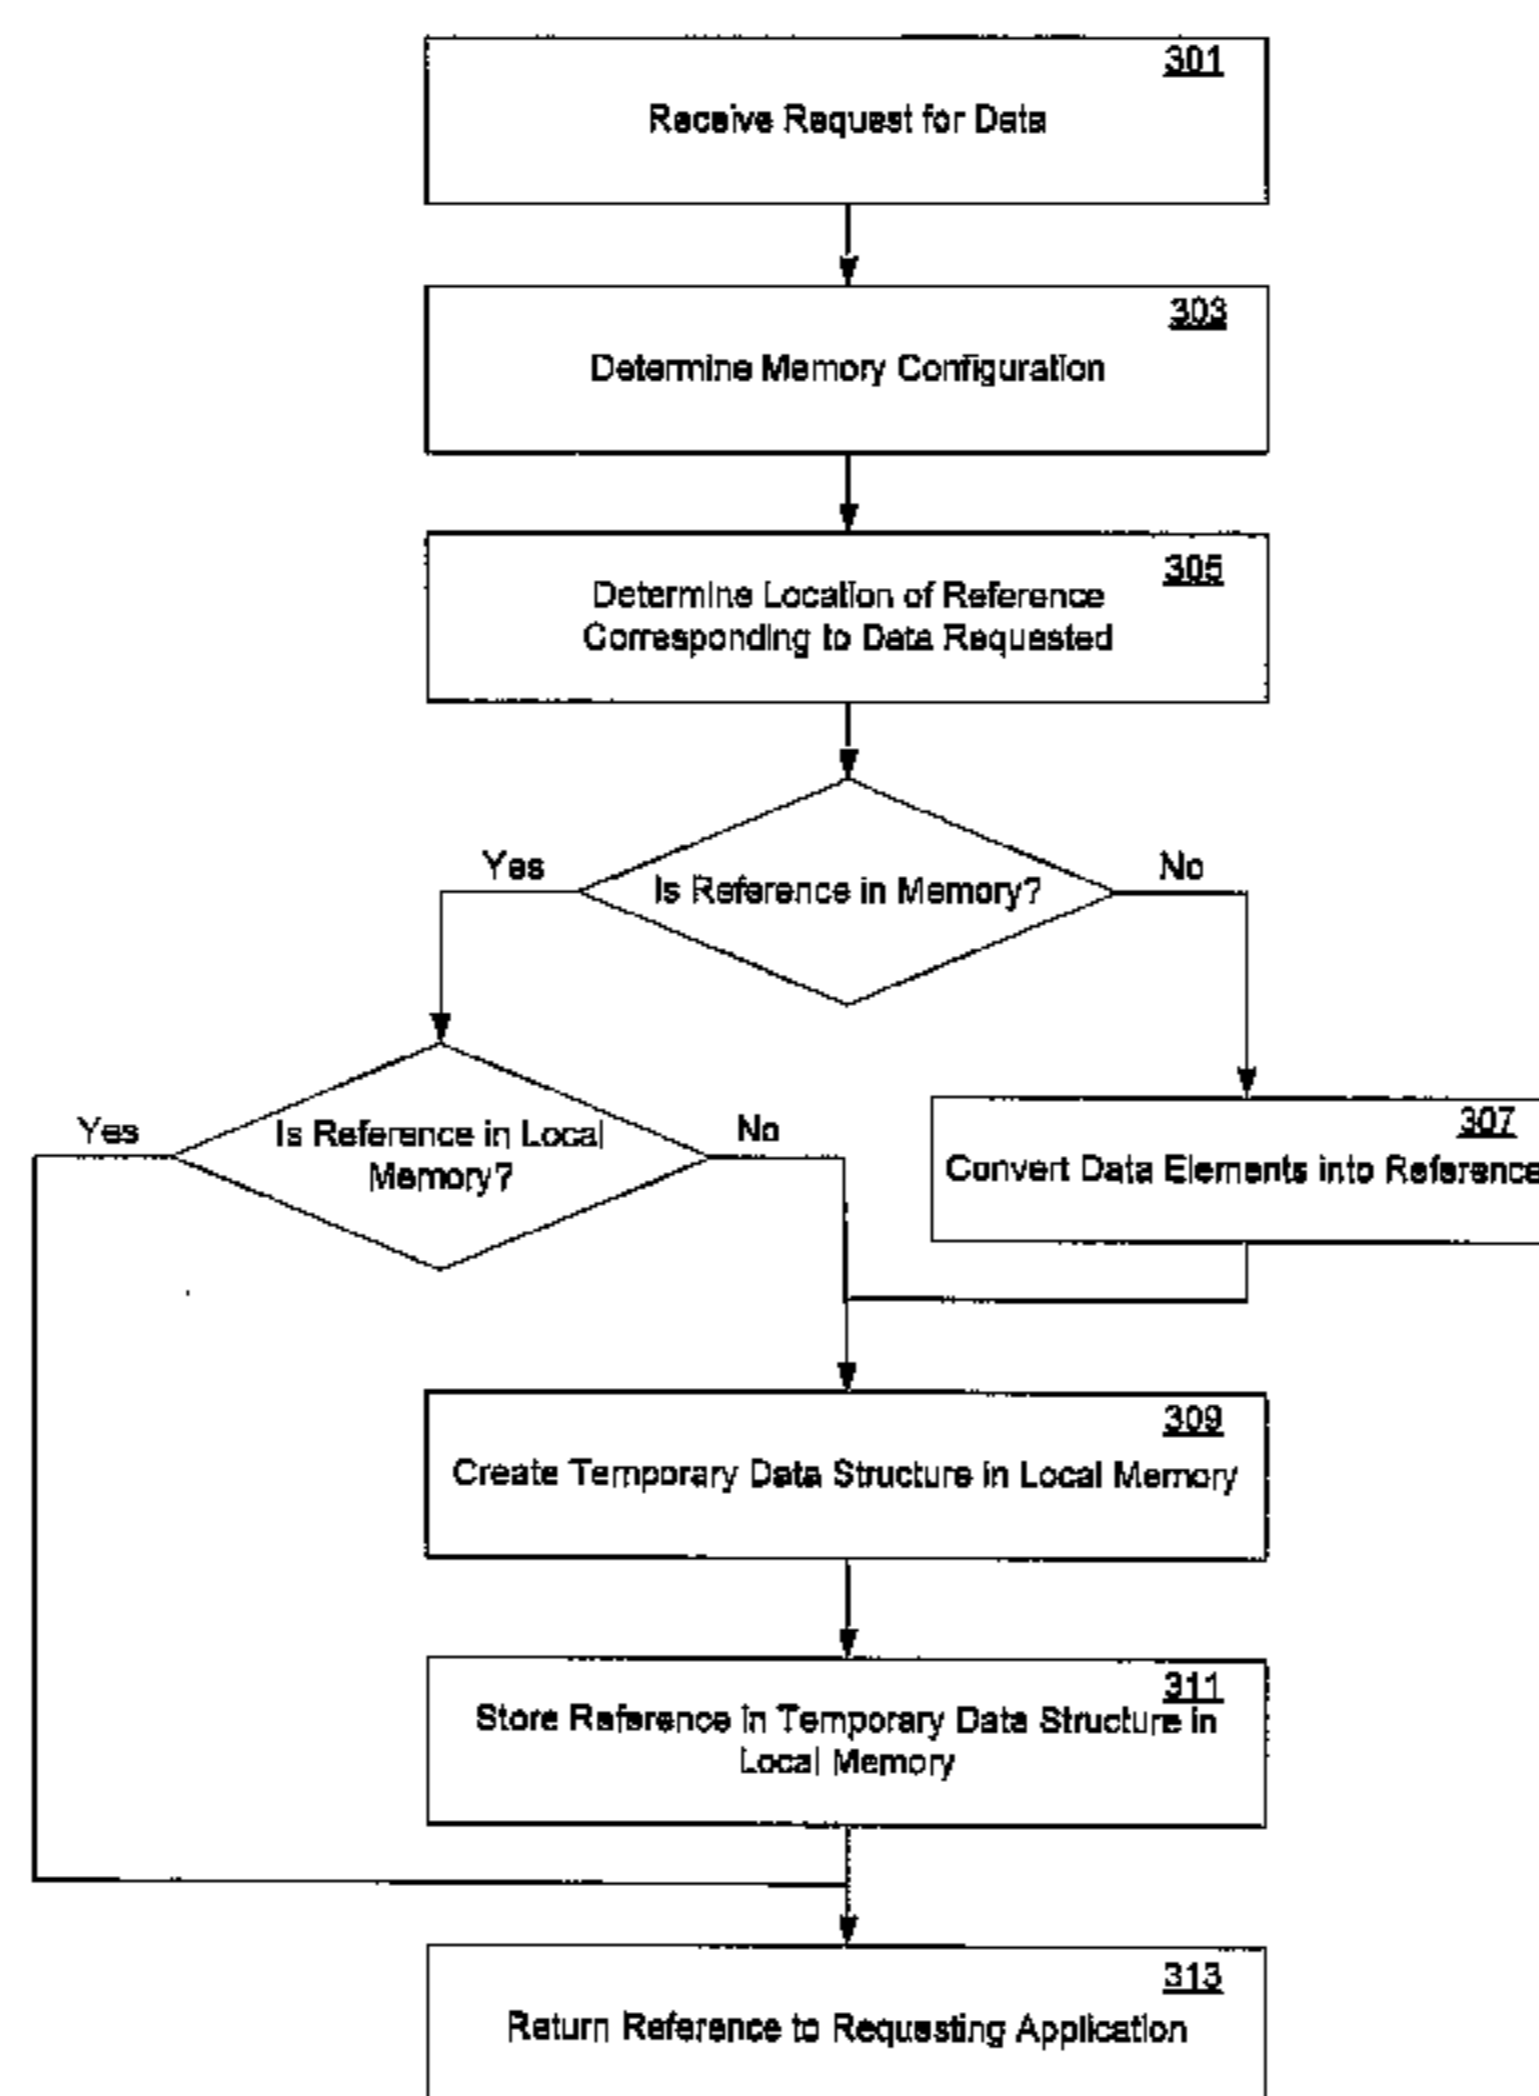 301
Receive Request for Data
303
Determine Memory Configuration
305
Determine Location of Reference
Corresponding to Data Requested
Is Reference in Memory?
Yes
No
Is Reference in Local
Memory?
Yes
No
307
Convert Data Elements into Reference
309
Create Temporary Data Structure in Local Memory
311
Store Reference in Temporary Data Structure in
Local Memory
313
Return Reference to Requesting Application